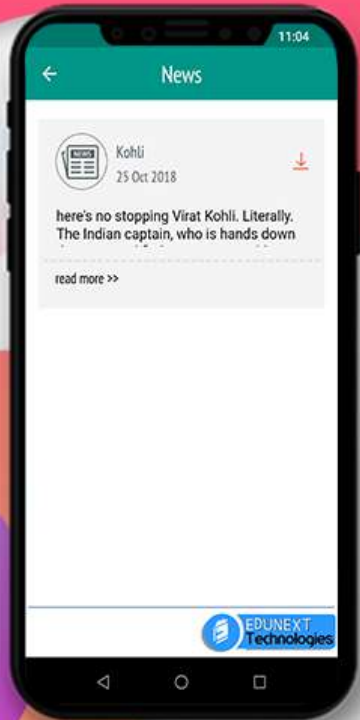 11:04
News
NEWS
Kohli
25 Oct 2018
here's no stopping Virat Kohli. Literally.
The Indian captain, who is hands down
read more >>
EDUNEXT
Technologies